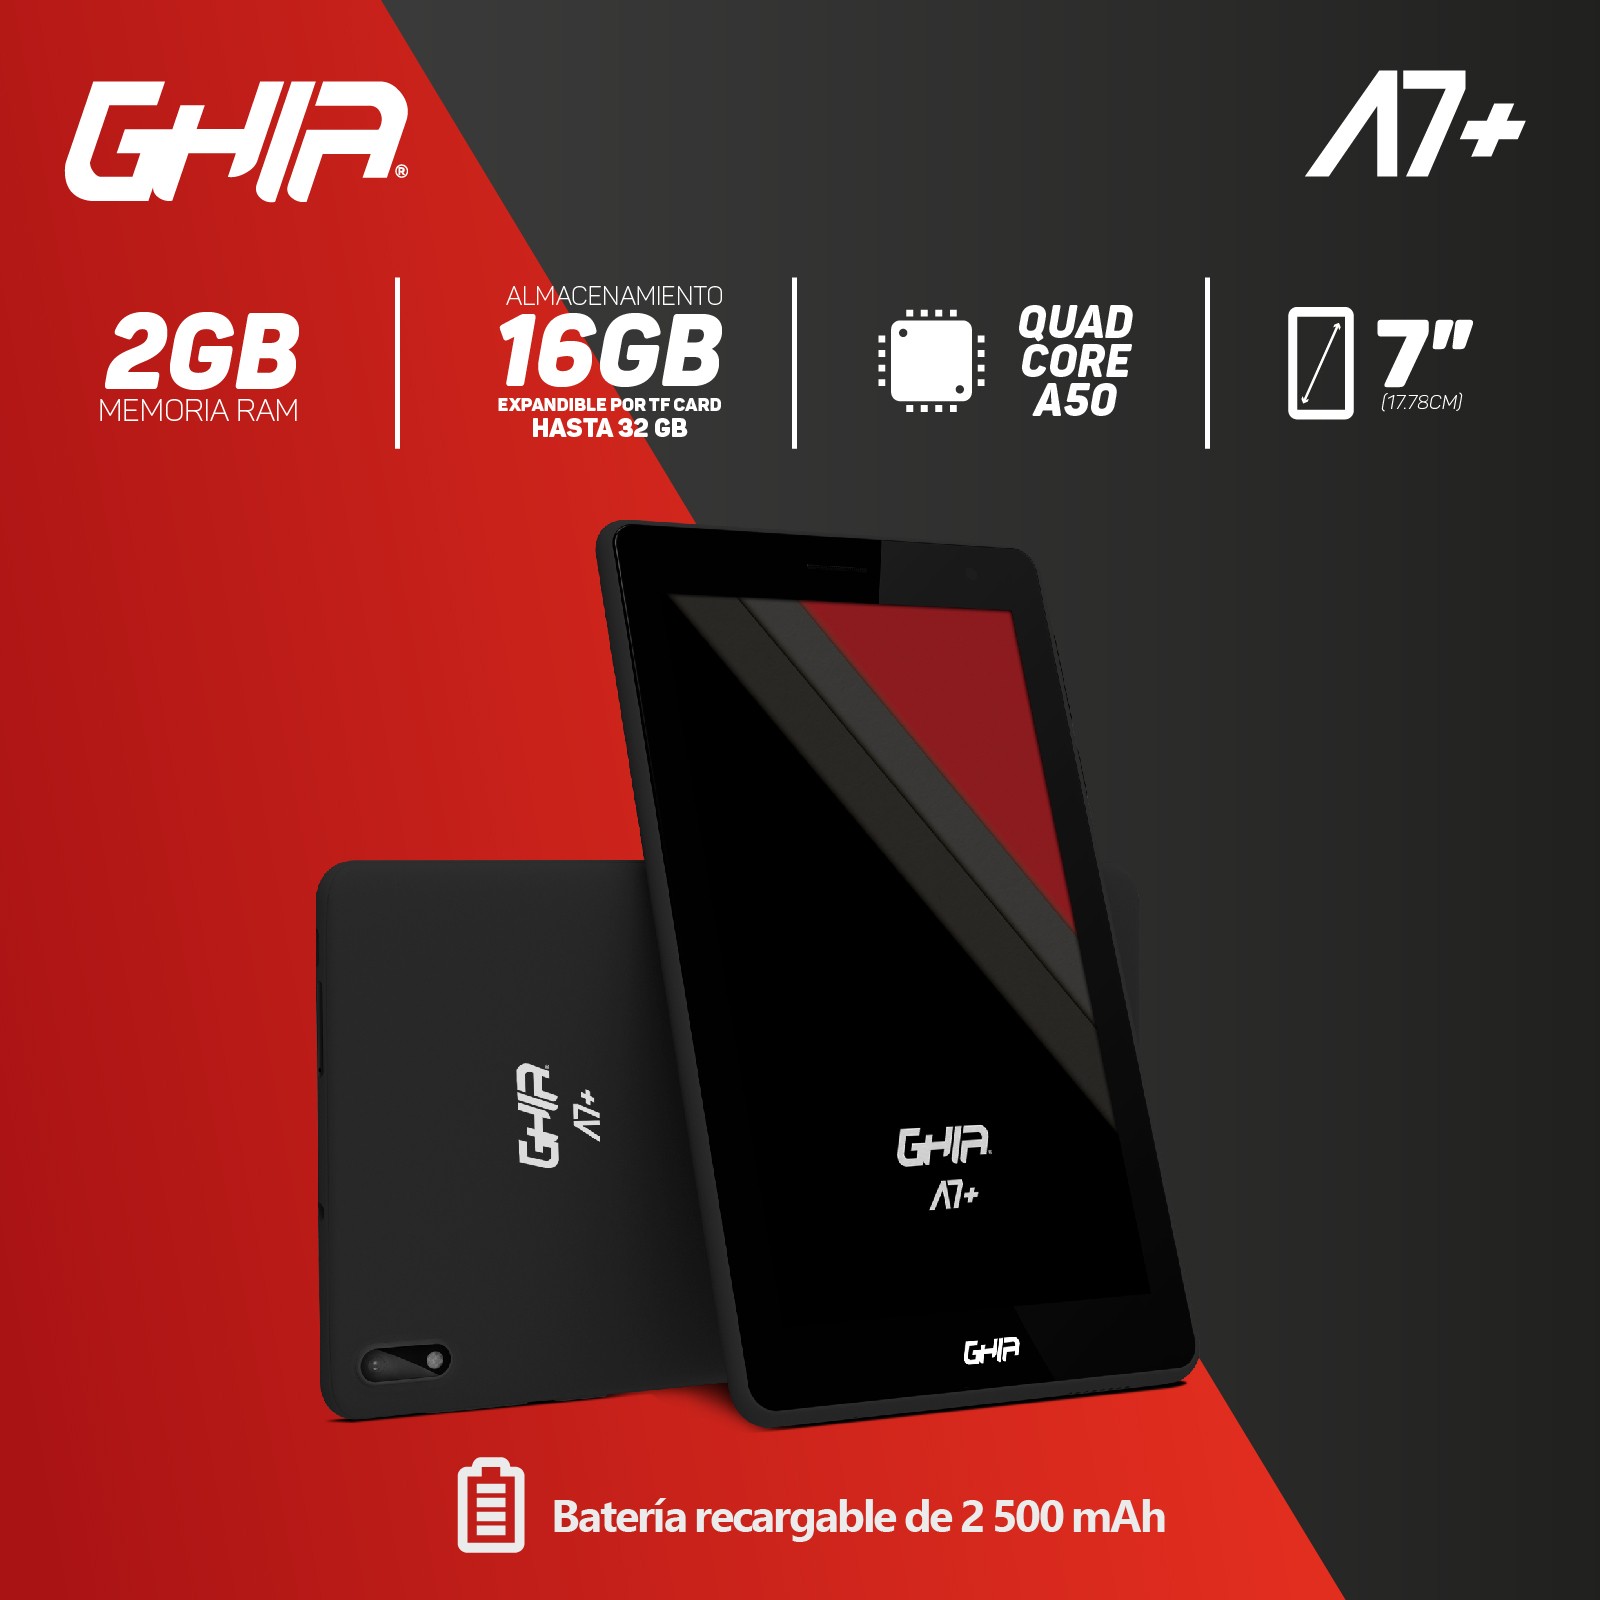 GHIA®
A7+
2GB
MEMORIA RAM
ALMACENAMIENTO
16GB
EXPANDIBLE POR TF CARD
HASTA 32 GB
QUAD
CORE
A50
7"
(17.78CM)
GHIA
A7+
GHIA
A7+
GHIA
Batería recargable de 2 500 mAh